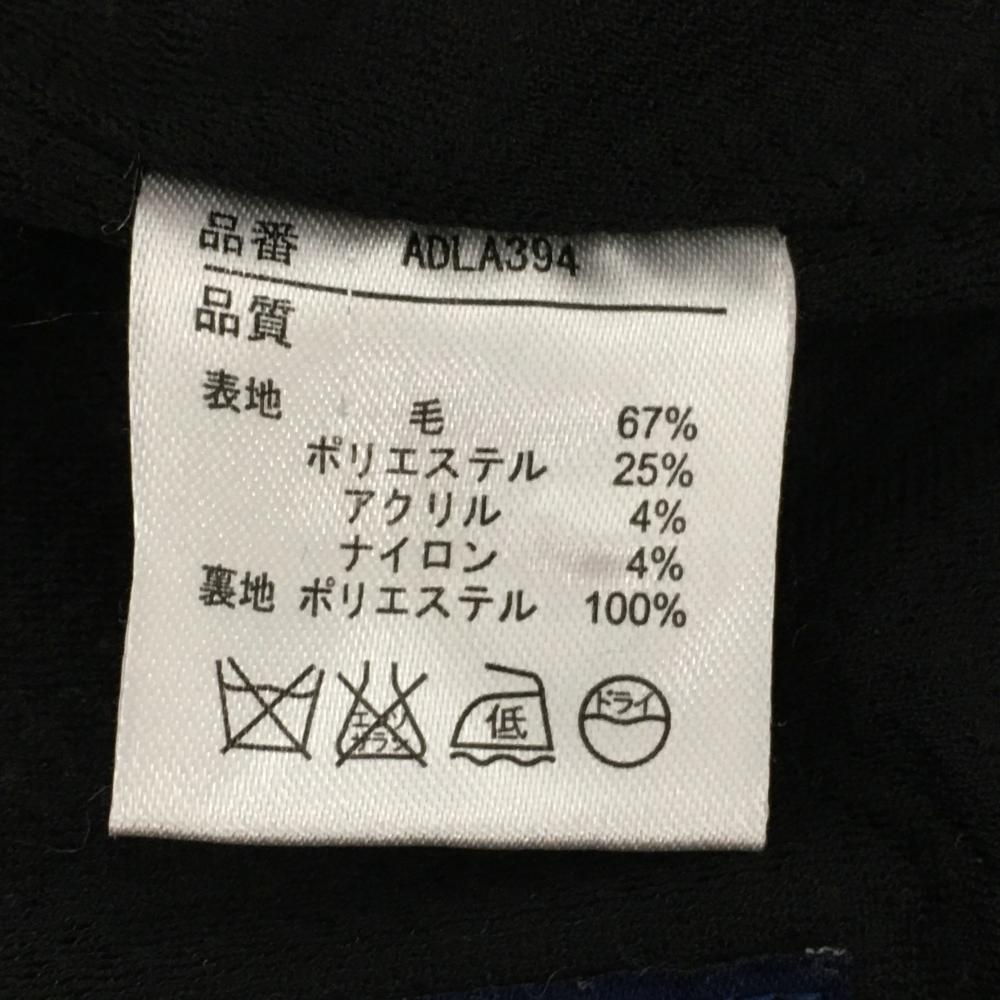 品番 ADLA394
品質
表地 毛 67%
ポリエステル 25%
アクリル 4%
ナイロン 4%
裏地 ポリエステル 100%
エンソ
サラシ
低
ドライ